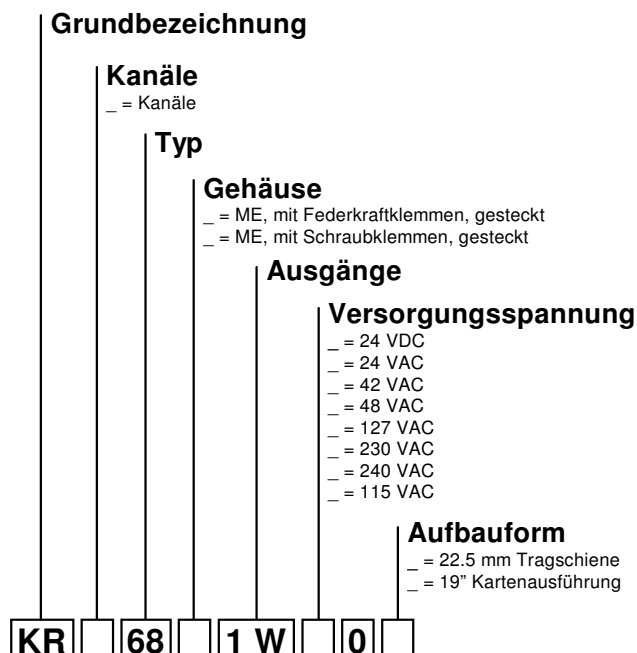 Grundbezeichnung
Kanäle
_ = Kanäle
Typ
Gehäuse
_ = ME, mit Federkraftklemmen, gesteckt
_ = ME, mit Schraubklemmen, gesteckt
Ausgänge
Versorgungsspannung
_ = 24 VDC
_ = 24 VAC
_ = 42 VAC
_ = 48 VAC
_ = 127 VAC
_ = 230 VAC
_ = 240 VAC
_ = 115 VAC
Aufbauform
_ = 22.5 mm Tragschiene
_ = 19” Kartenausführung
KR 68 1 W 0